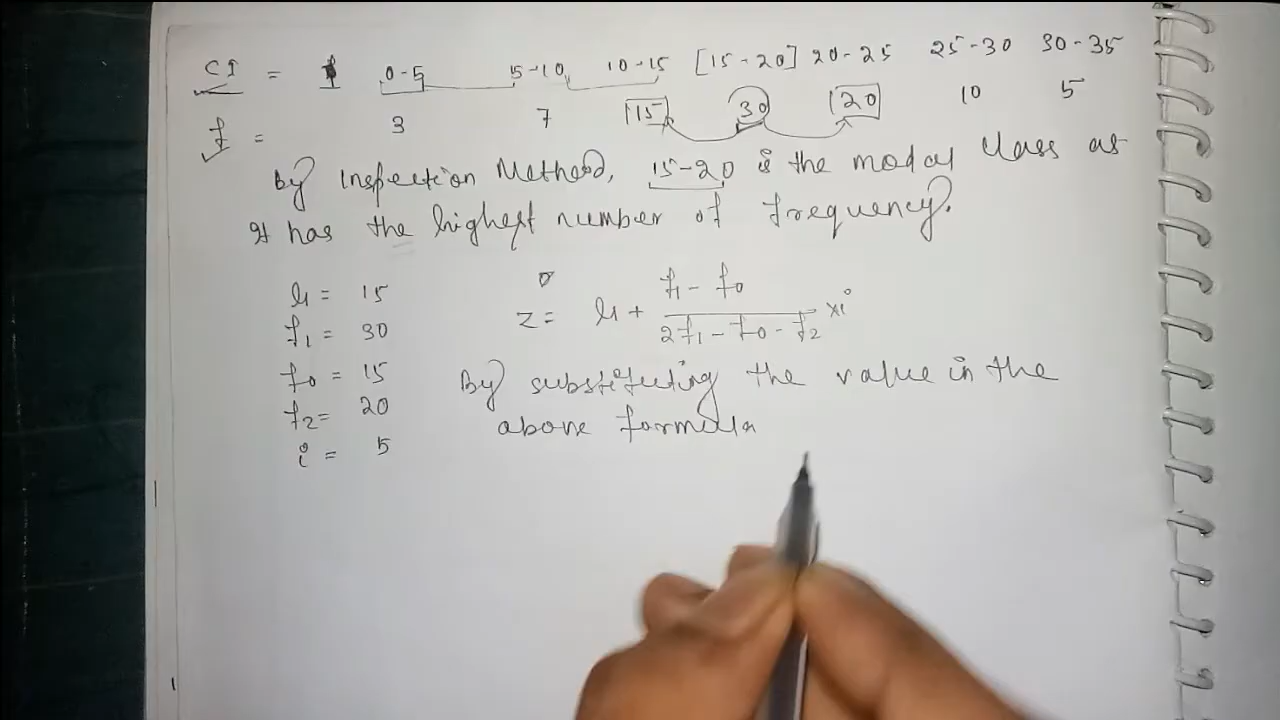 CI = 0-5 5-10 10-15 [15-20] 20-25 25-30 30-35
f = 3 7 15 30 20 10 5
By Inspection Method, 15-20 is the modal class as
It has the highest number of frequency.
l1 = 15
f1 = 30
f0 = 15
f2 = 20
i = 5
z = l1 + f1 - f0 / 2f1 - f0 - f2 × i
By substituting the value in the
above formula